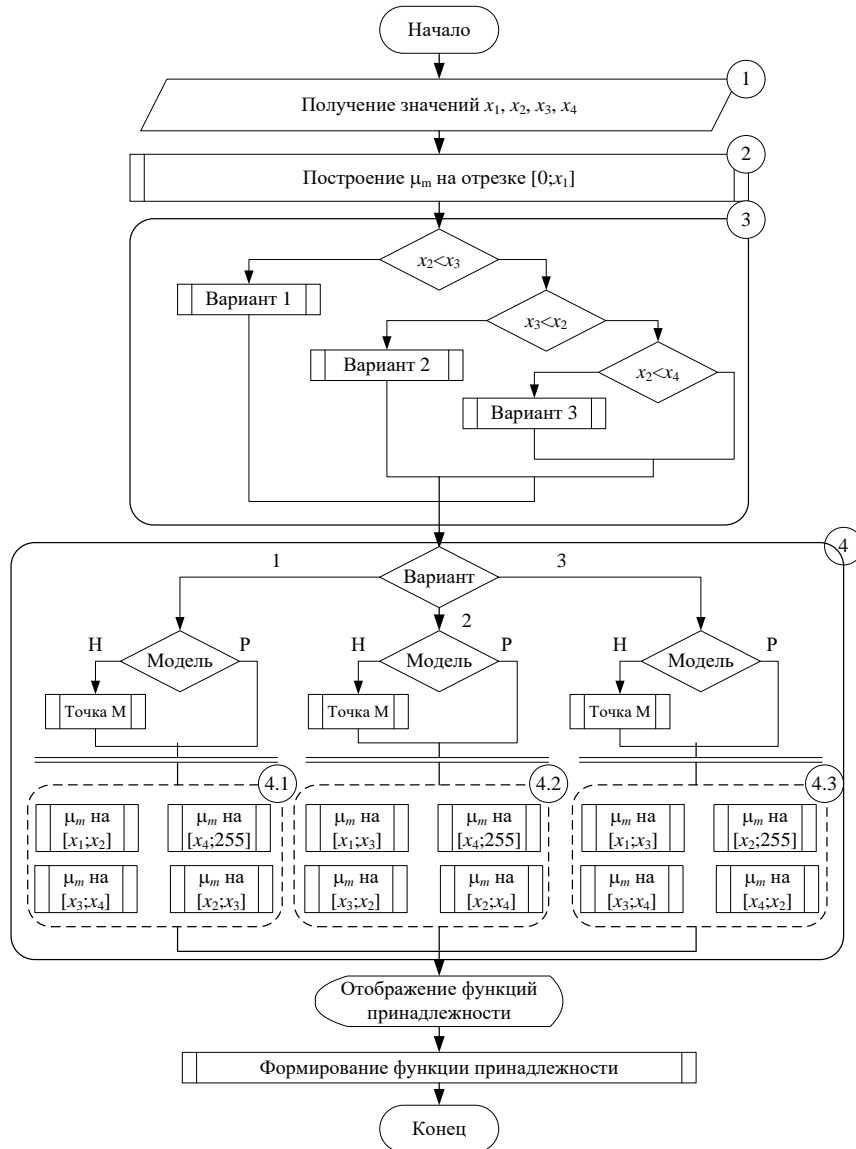 Начало
1
Получение значений x₁, x₂, x₃, x₄
2
Построение μₘ на отрезке [0;x₁]
3
x₂<x₃
Вариант 1
x₃<x₂
Вариант 2
x₂<x₄
Вариант 3
4
Вариант
1
2
3
Н
Модель
Р
Н
Модель
Р
Н
Модель
Р
Точка М
Точка М
Точка М
4.1
μₘ на
[x₁;x₂]
μₘ на
[x₄;255]
μₘ на
[x₃;x₄]
μₘ на
[x₂;x₃]
4.2
μₘ на
[x₁;x₃]
μₘ на
[x₄;255]
μₘ на
[x₃;x₂]
μₘ на
[x₂;x₄]
4.3
μₘ на
[x₁;x₃]
μₘ на
[x₂;255]
μₘ на
[x₃;x₄]
μₘ на
[x₄;x₂]
Отображение функций
принадлежности
Формирование функции принадлежности
Конец